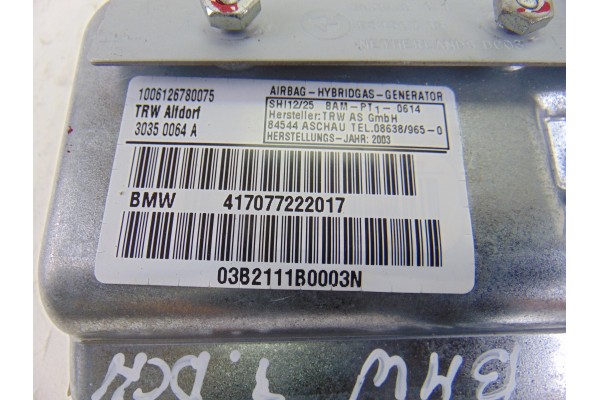 1006126780075
TRW Alfdorf
3035 0064 A
AIRBAG-HYBRIDGAS-GENERATOR
SHI12/25 BAM-PT1-0614
Hersteller:TRW AS GmbH
84544 ASCHAU TEL.08638/965-0
HERSTELLUNGS-JAHR: 2003
BMW 417077222017
03B2111B0003N
BMW